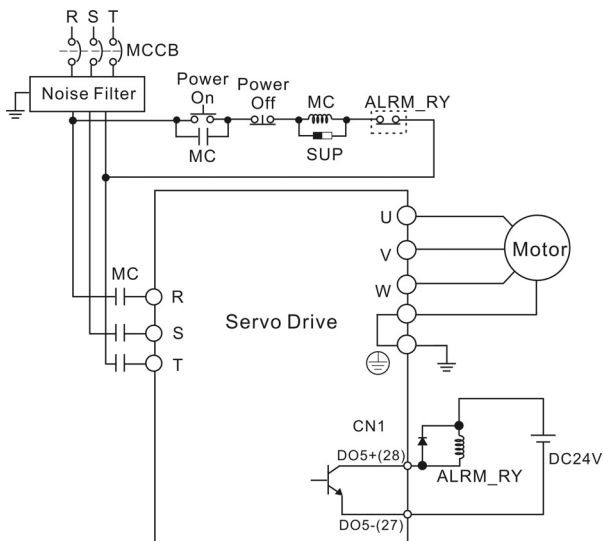 R S T
MCCB
Noise Filter
Power On
Power Off
MC
ALRM_RY
MC
SUP
MC
R
S
T
Servo Drive
U
V
W
Motor
CN1
DO5+(28)
DO5-(27)
ALRM_RY
DC24V